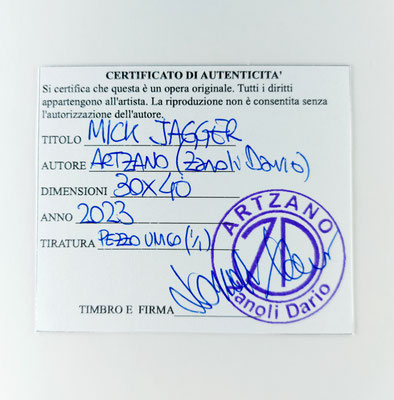 CERTIFICATO DI AUTENTICITA'
Si certifica che questa è un opera originale. Tutti i diritti
appartengono all'artista. La riproduzione non è consentita senza
l'autorizzazione dell'autore.
TITOLO MICK JAGGER
AUTORE ARTZANO (Zanoli Dario)
DIMENSIONI 30x40
ANNO 2023
TIRATURA PEZZO UNICO (1/1)
TIMBRO E FIRMA
ARTZANO
ZD
Zanoli Dario